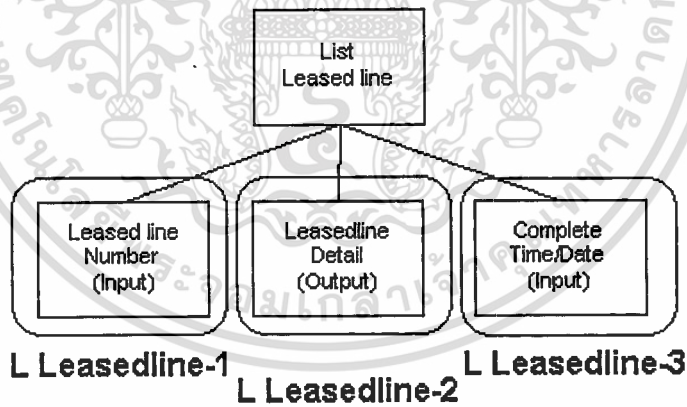 List
Leased line
Leased line
Number
(Input)
Leasedline
Detail
(Output)
Complete
Time/Date
(Input)
L Leasedline-1
L Leasedline-2
L Leasedline-3